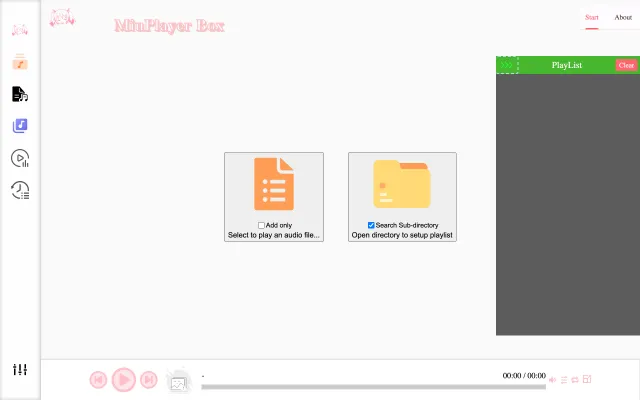 MinPlayer Box
Start
About
>>>
PlayList
Clear
Add only
Select to play an audio file...
Search Sub-directory
Open directory to setup playlist
-
00:00 / 00:00